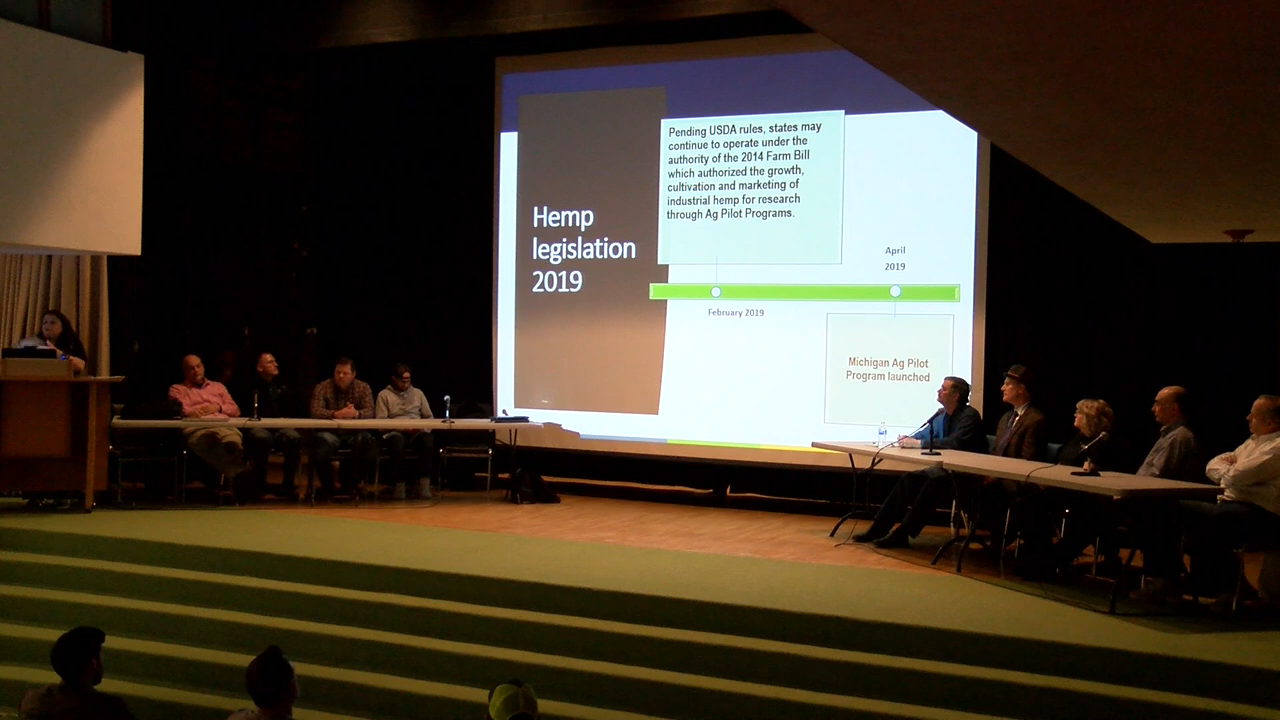 Hemp
legislation
2019
Pending USDA rules, states may
continue to operate under the
authority of the 2014 Farm Bill
which authorized the growth,
cultivation and marketing of
industrial hemp for research
through Ag Pilot Programs.
February 2019
April
2019
Michigan Ag Pilot
Program launched